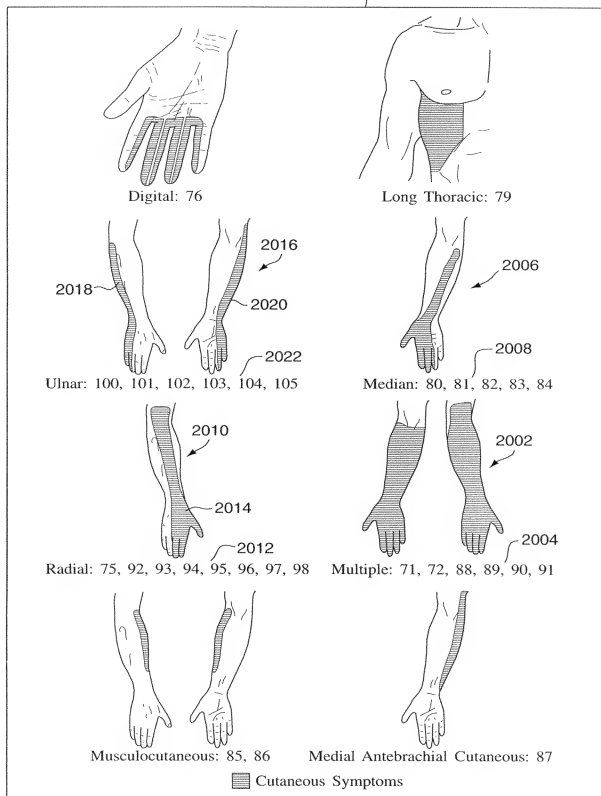 Digital: 76
Long Thoracic: 79
2016
2018
2020
2022
Ulnar: 100, 101, 102, 103, 104, 105
2006
2008
Median: 80, 81, 82, 83, 84
2010
2014
2012
Radial: 75, 92, 93, 94, 95, 96, 97, 98
2002
2004
Multiple: 71, 72, 88, 89, 90, 91
Musculocutaneous: 85, 86
Medial Antebrachial Cutaneous: 87
Cutaneous Symptoms